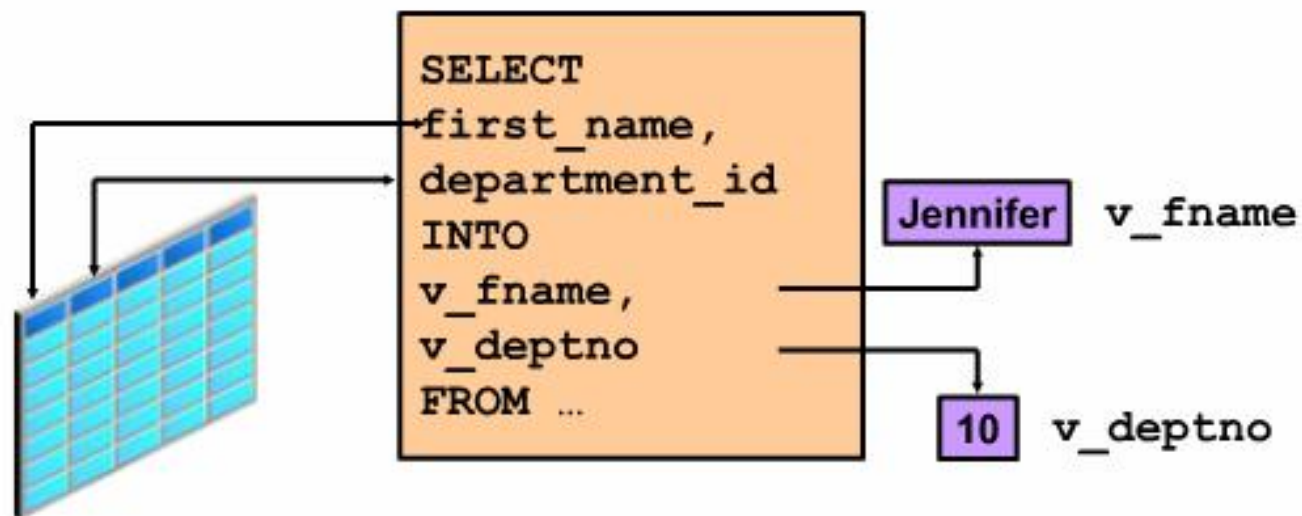 SELECT
first_name,
department_id
INTO
v_fname,
v_deptno
FROM …
Jennifer v_fname
10 v_deptno